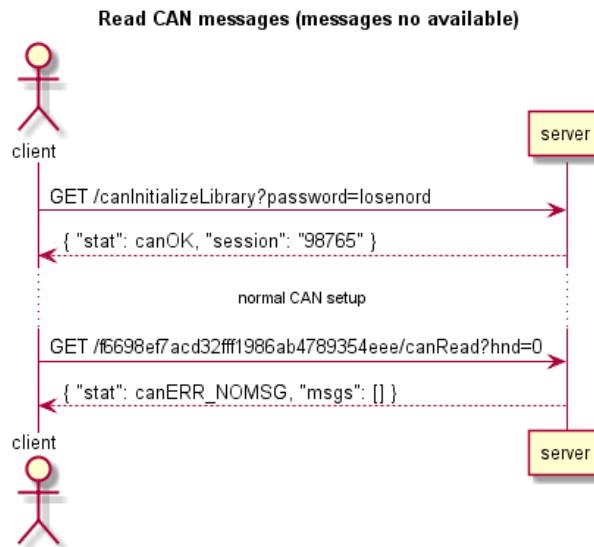 Read CAN messages (messages no available)
client
server
GET /canInitializeLibrary?password=losenord
{ "stat": canOK, "session": "98765" }
normal CAN setup
GET /f6698ef7acd32fff1986ab4789354eee/canRead?hnd=0
{ "stat": canERR_NOMSG, "msgs": [] }
client
server